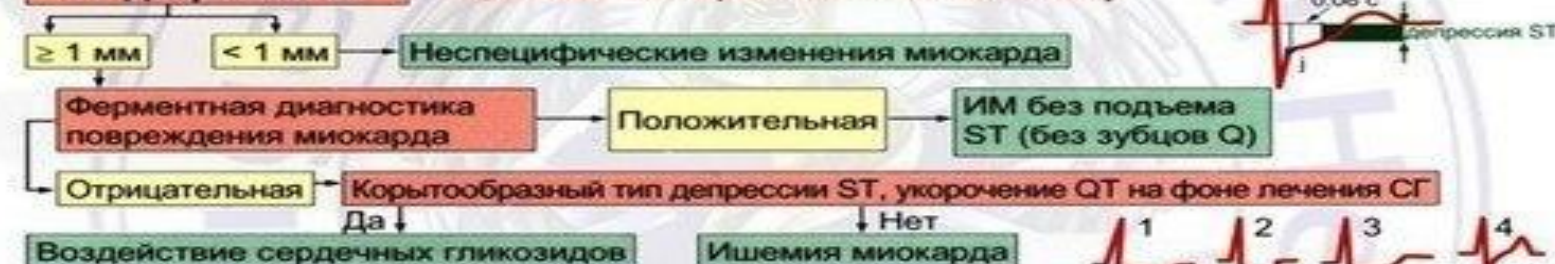 0,08 с
≥ 1 мм
< 1 мм
Неспецифические изменения миокарда
депрессия ST
j
Ферментная диагностика
повреждения миокарда
Положительная
ИМ без подъема
ST (без зубцов Q)
Отрицательная
Корытообразный тип депрессии ST, укорочение QT на фоне лечения СГ
Да
Нет
1
2
3
4
Воздействие сердечных гликозидов
Ишемия миокарда